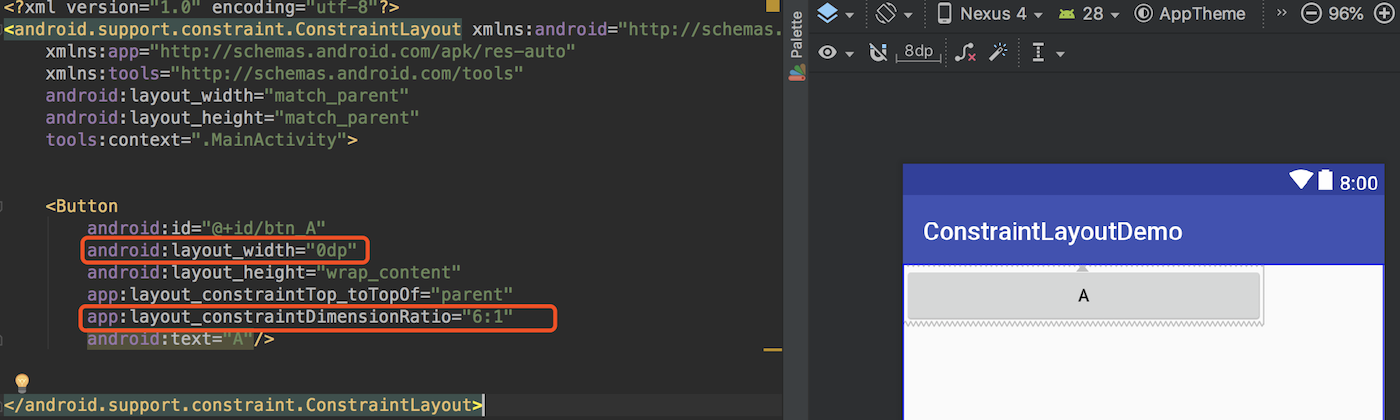 <?xml version="1.0" encoding="utf-8"?>
<android.support.constraint.ConstraintLayout xmlns:android="http://schemas.
xmlns:app="http://schemas.android.com/apk/res-auto"
xmlns:tools="http://schemas.android.com/tools"
android:layout_width="match_parent"
android:layout_height="match_parent"
tools:context=".MainActivity">
<Button
android:id="@+id/btn_A"
android:layout_width="0dp"
android:layout_height="wrap_content"
app:layout_constraintTop_toTopOf="parent"
app:layout_constraintDimensionRatio="6:1"
android:text="A"/>
</android.support.constraint.ConstraintLayout>
Palette
Nexus 4
28
AppTheme
96%
8dp
8:00
ConstraintLayoutDemo
A